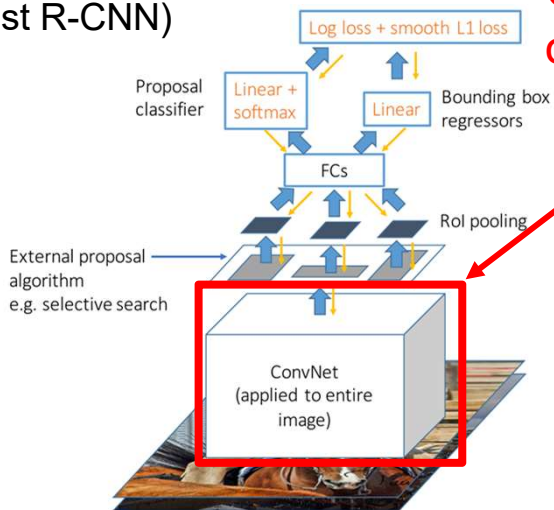 st R-CNN)
Log loss + smooth L1 loss
Proposal
classifier
Linear +
softmax
Linear
Bounding box
regressors
FCs
RoI pooling
External proposal
algorithm
e.g. selective search
ConvNet
(applied to entire
image)